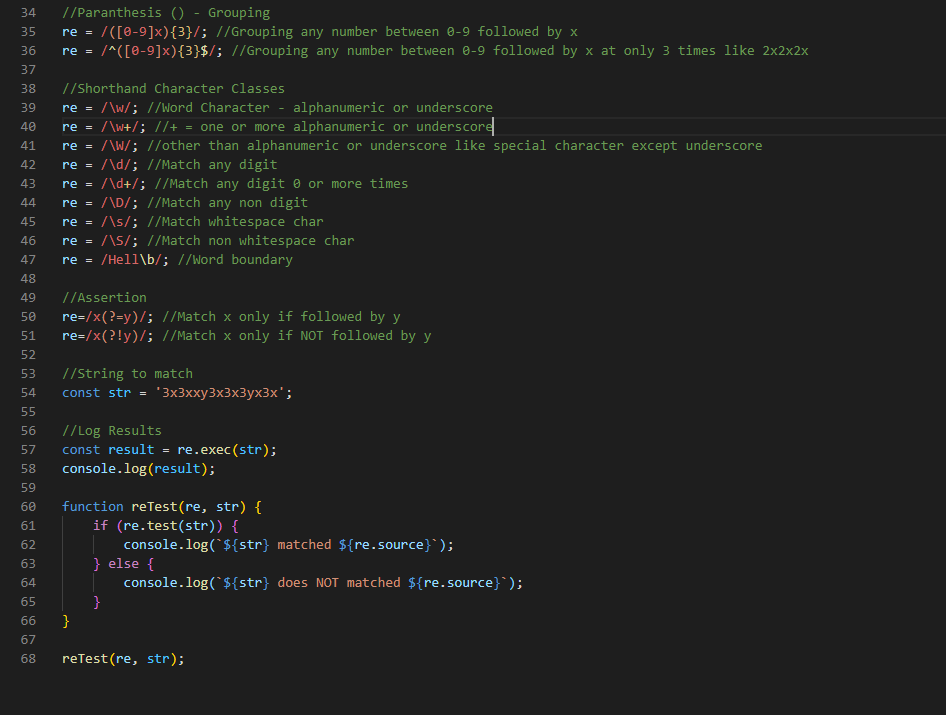 34 //Paranthesis () - Grouping
35 re = /([0-9]x){3}/; //Grouping any number between 0-9 followed by x
36 re = /^([0-9]x){3}$/; //Grouping any number between 0-9 followed by x at only 3 times like 2x2x2x
37
38 //Shorthand Character Classes
39 re = /\w/; //Word Character - alphanumeric or underscore
40 re = /\w+/; //+ = one or more alphanumeric or underscore
41 re = /\W/; //other than alphanumeric or underscore like special character except underscore
42 re = /\d/; //Match any digit
43 re = /\d+/; //Match any digit 0 or more times
44 re = /\D/; //Match any non digit
45 re = /\s/; //Match whitespace char
46 re = /\S/; //Match non whitespace char
47 re = /Hell\b/; //Word boundary
48
49 //Assertion
50 re=/x(?=y)/; //Match x only if followed by y
51 re=/x(?!y)/; //Match x only if NOT followed by y
52
53 //String to match
54 const str = '3x3xxy3x3x3yx3x';
55
56 //Log Results
57 const result = re.exec(str);
58 console.log(result);
59
60 function reTest(re, str) {
61     if (re.test(str)) {
62         console.log(`${str} matched ${re.source}`);
63     } else {
64         console.log(`${str} does NOT matched ${re.source}`);
65     }
66 }
67
68 reTest(re, str);